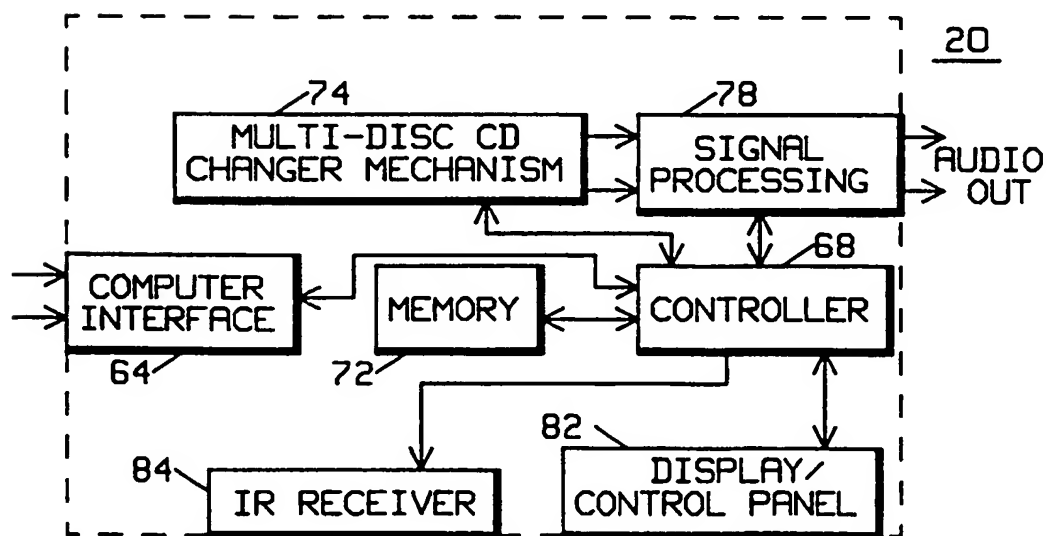 20
74
78
MULTI-DISC CD
CHANGER MECHANISM
SIGNAL
PROCESSING
AUDIO
OUT
68
COMPUTER
INTERFACE
MEMORY
CONTROLLER
64
72
82
84
IR RECEIVER
DISPLAY/
CONTROL PANEL